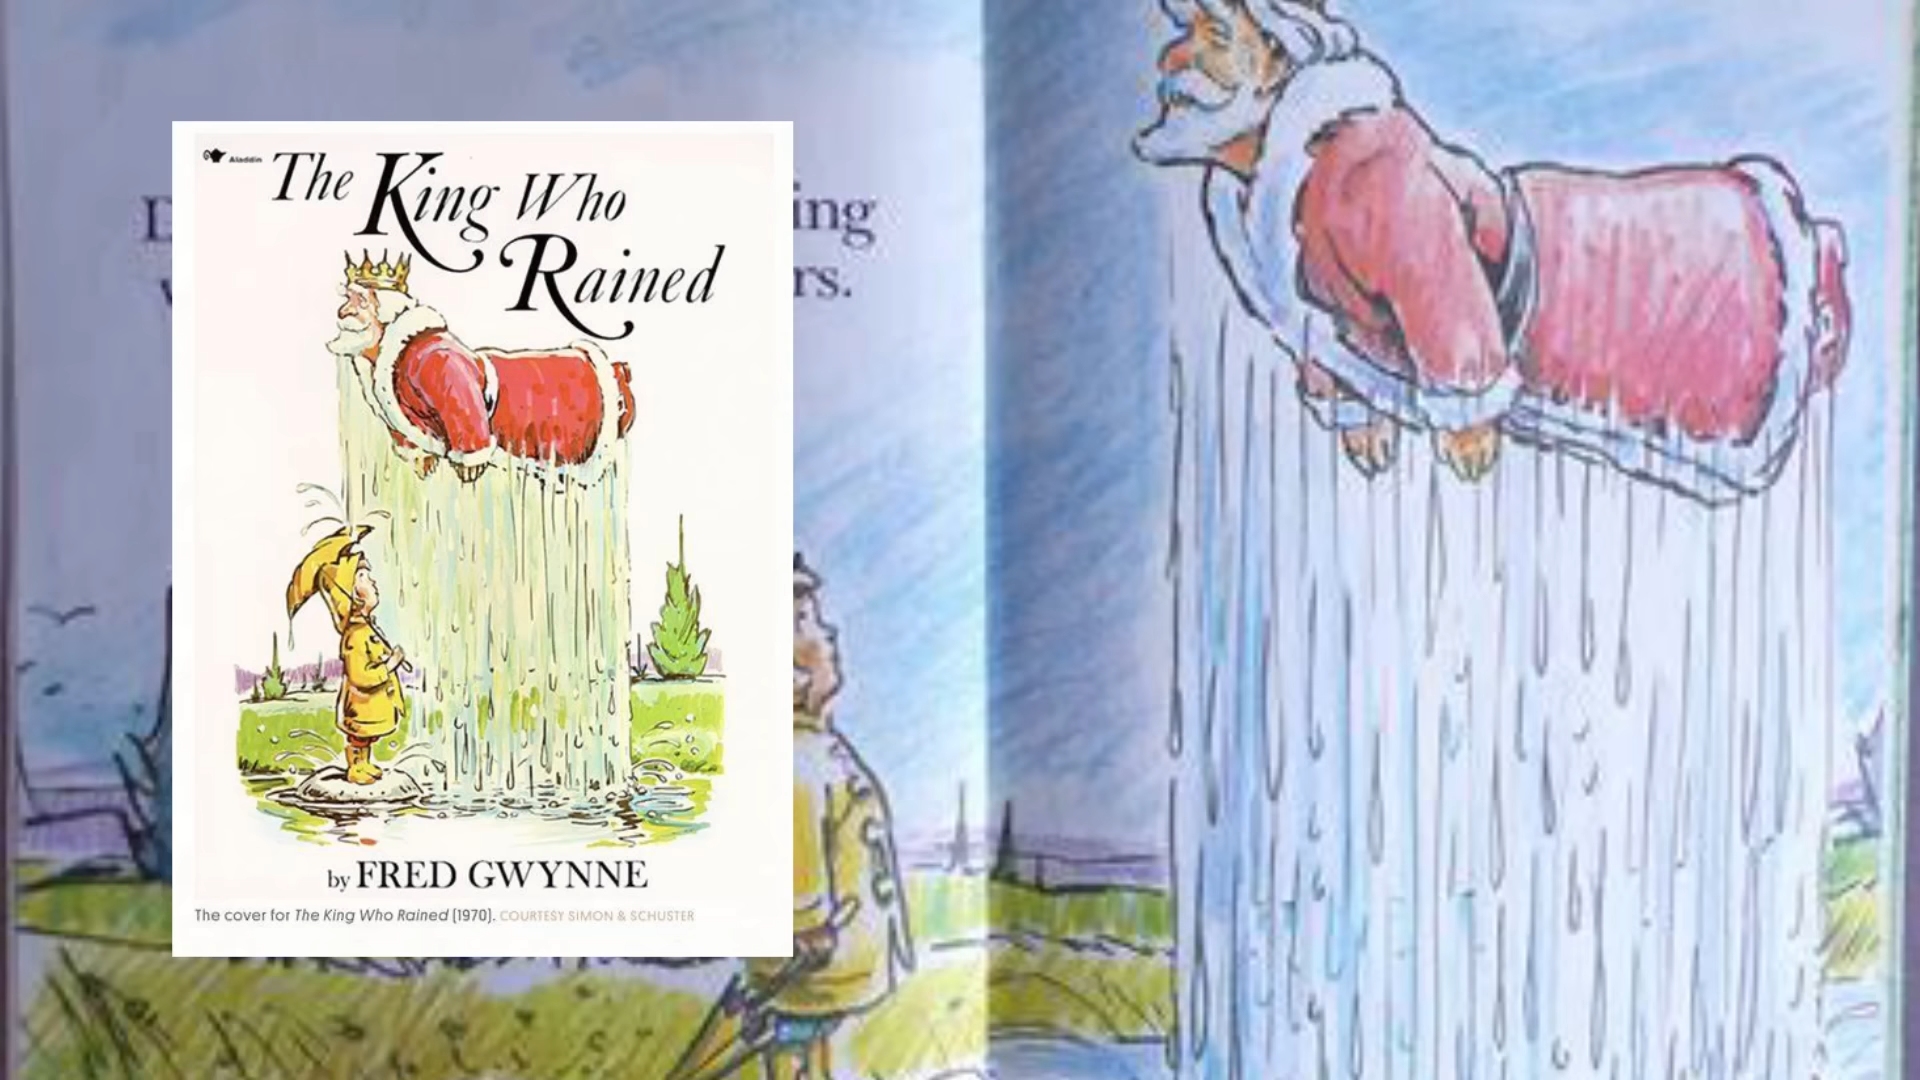 Aladdin
The King Who
Rained
ing
rs.
by FRED GWYNNE
The cover for The King Who Rained (1970). COURTESY SIMON & SCHUSTER